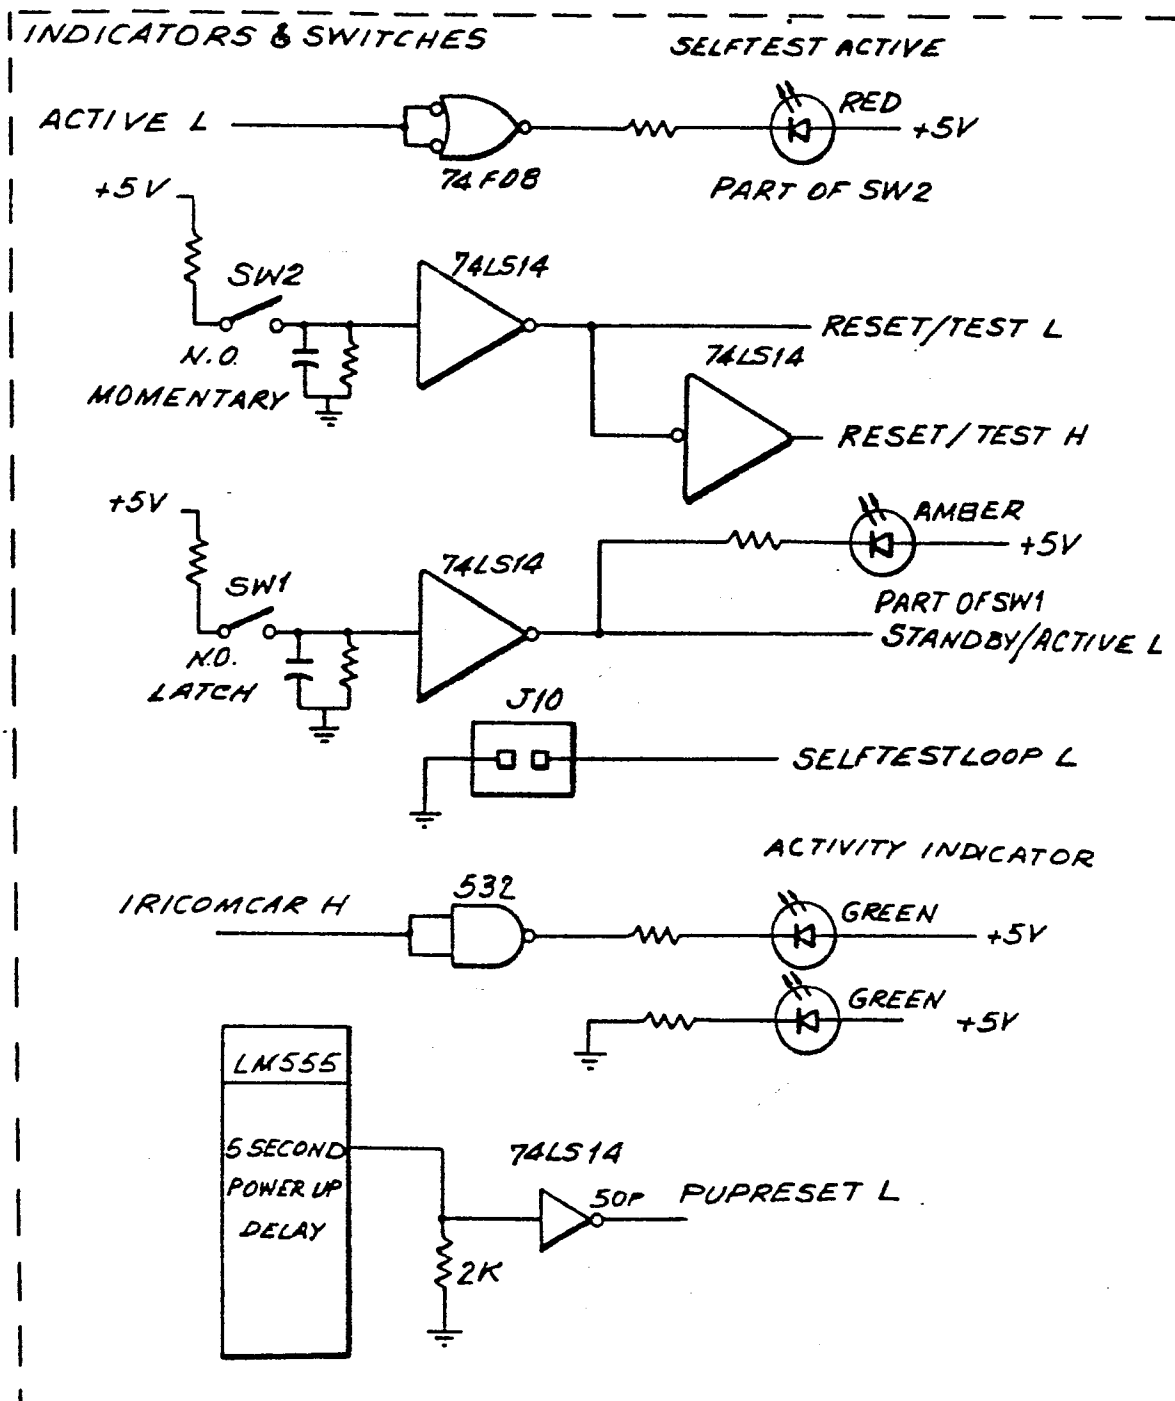 INDICATORS & SWITCHES
SELFTEST ACTIVE
ACTIVE L
RED
+5V
74F08
PART OF SW2
+5V
SW2
74LS14
RESET/TEST L
N.O.
MOMENTARY
74LS14
RESET/TEST H
+5V
AMBER
+5V
SW1
74LS14
PART OF SW1
STANDBY/ACTIVE L
N.O.
LATCH
J10
SELFTESTLOOP L
ACTIVITY INDICATOR
IRICOMCAR H
532
GREEN
+5V
GREEN
+5V
LM555
5 SECOND
POWER UP
DELAY
74LS14
50P
PUPRESET L
2K